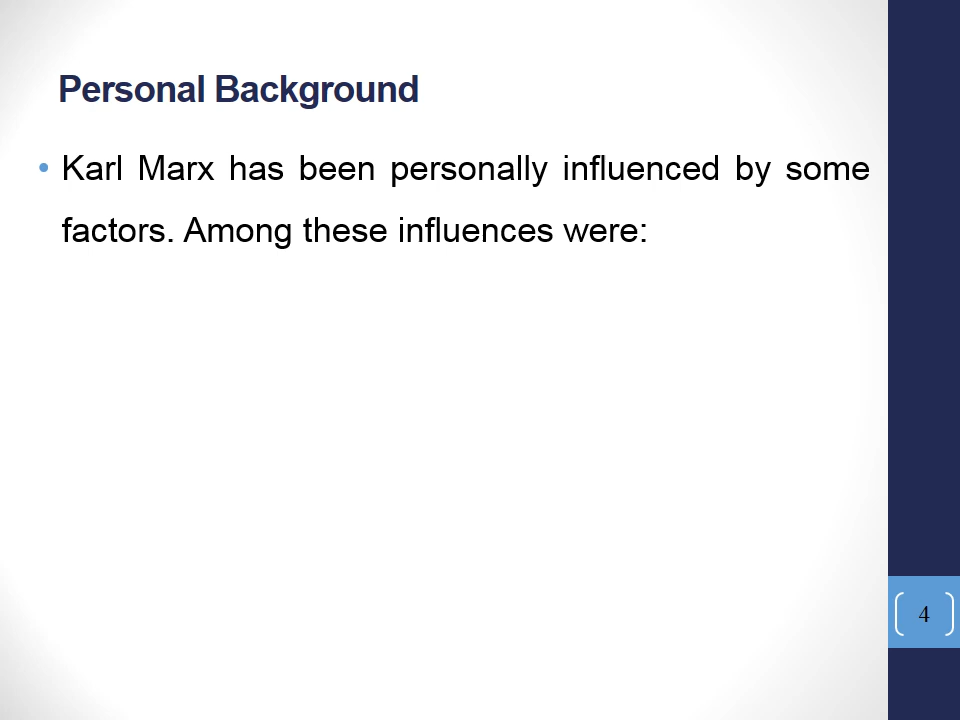 Personal Background
• Karl Marx has been personally influenced by some
factors. Among these influences were:
4